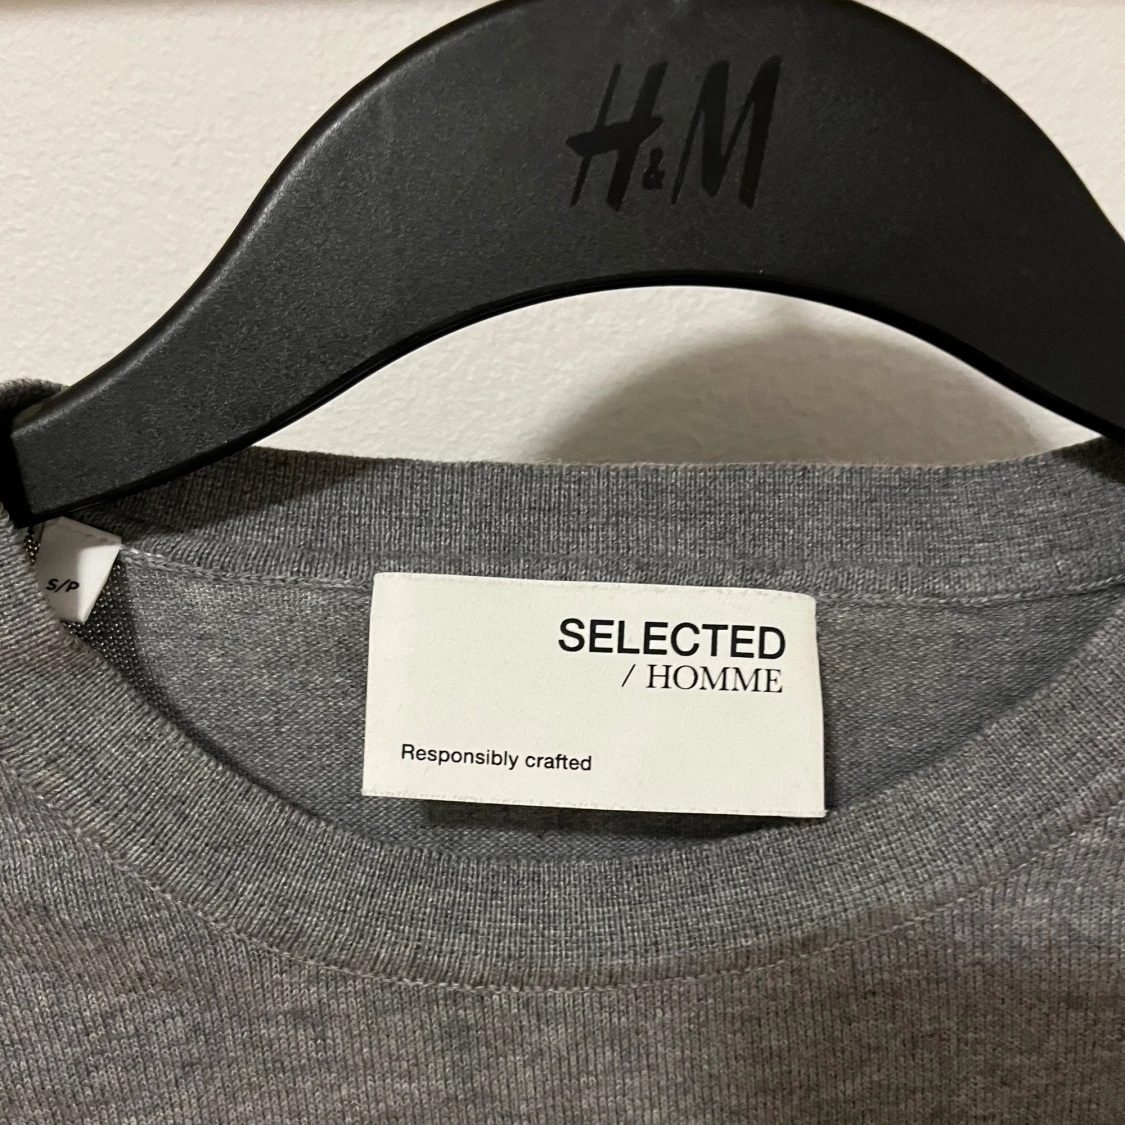 H&M
S/P
SELECTED
/ HOMME
Responsibly crafted